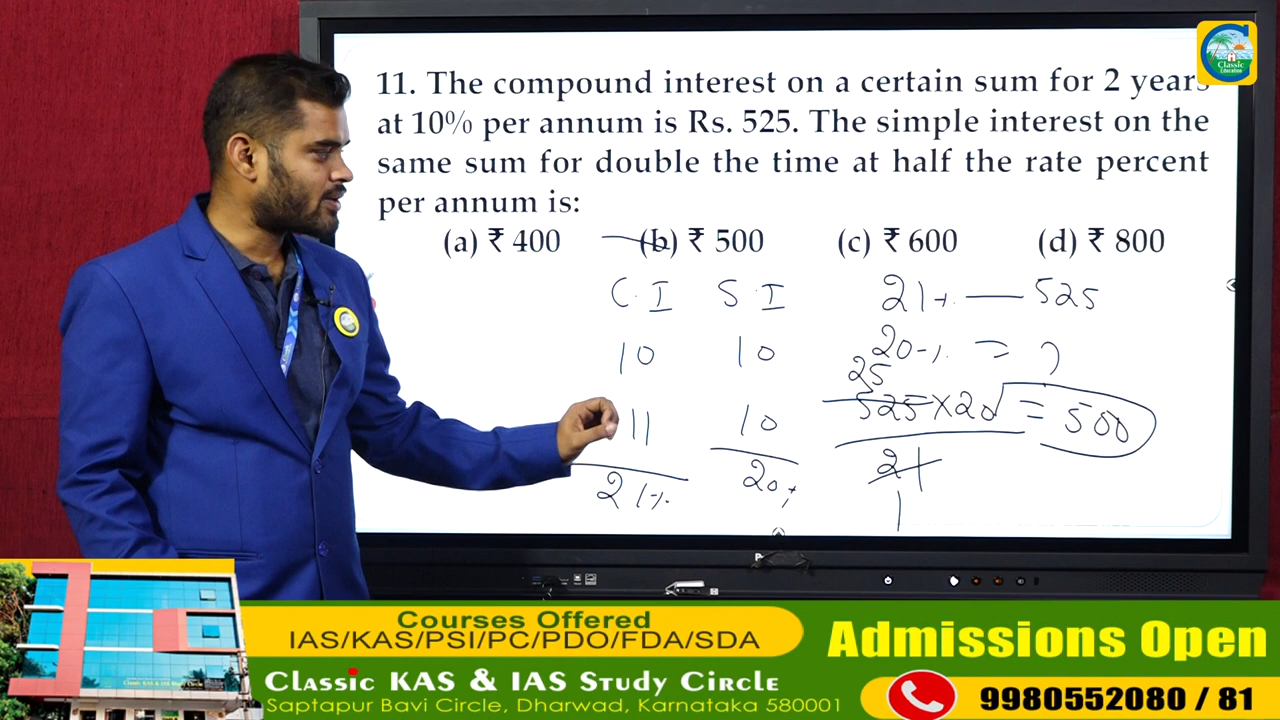 Classic
Education
11. The compound interest on a certain sum for 2 years
at 10% per annum is Rs. 525. The simple interest on the
same sum for double the time at half the rate percent
per annum is:
(a) ₹ 400 (b) ₹ 500 (c) ₹ 600 (d) ₹ 800
C.I S.I 21% — 525
10 10 20% = ?
25
11 10 525×20 = 500
21% 20% 21
1
Courses Offered
IAS/KAS/PSI/PC/PDO/FDA/SDA
Classic KAS & IAS Study Circle
Saptapur Bavi Circle, Dharwad, Karnataka 580001
Admissions Open
9980552080 / 81